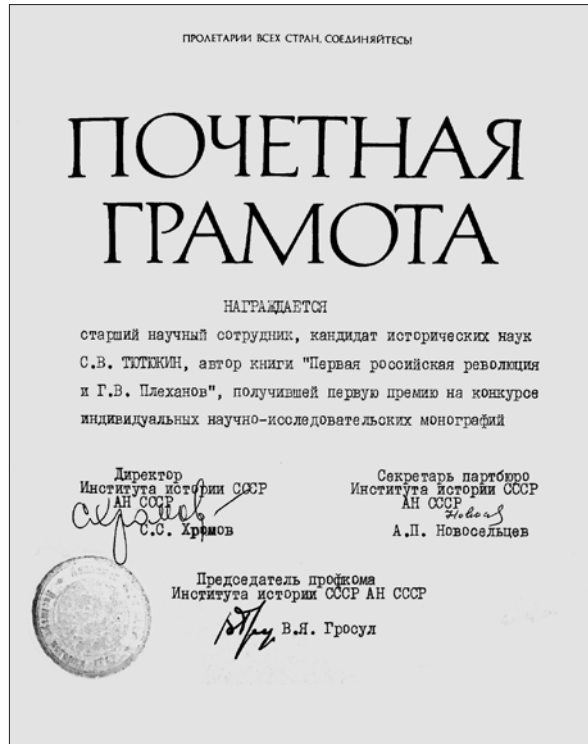 ПРОЛЕТАРИИ ВСЕХ СТРАН, СОЕДИНЯЙТЕСЬ!
ПОЧЕТНАЯ
ГРАМОТА
НАГРАЖДАЕТСЯ
старший научный сотрудник, кандидат исторических наук
С.В. ТЮТЮКИН, автор книги "Первая российская революция
и Г.В. Плеханов", получившей первую премию на конкурсе
индивидуальных научно-исследовательских монографий
Директор
Института истории СССР
АН СССР
С.С. Хромов
Секретарь партбюро
Института истории СССР
АН СССР
А.П. Новосельцев
Председатель профкома
Института истории СССР АН СССР
В.Я. Гросул